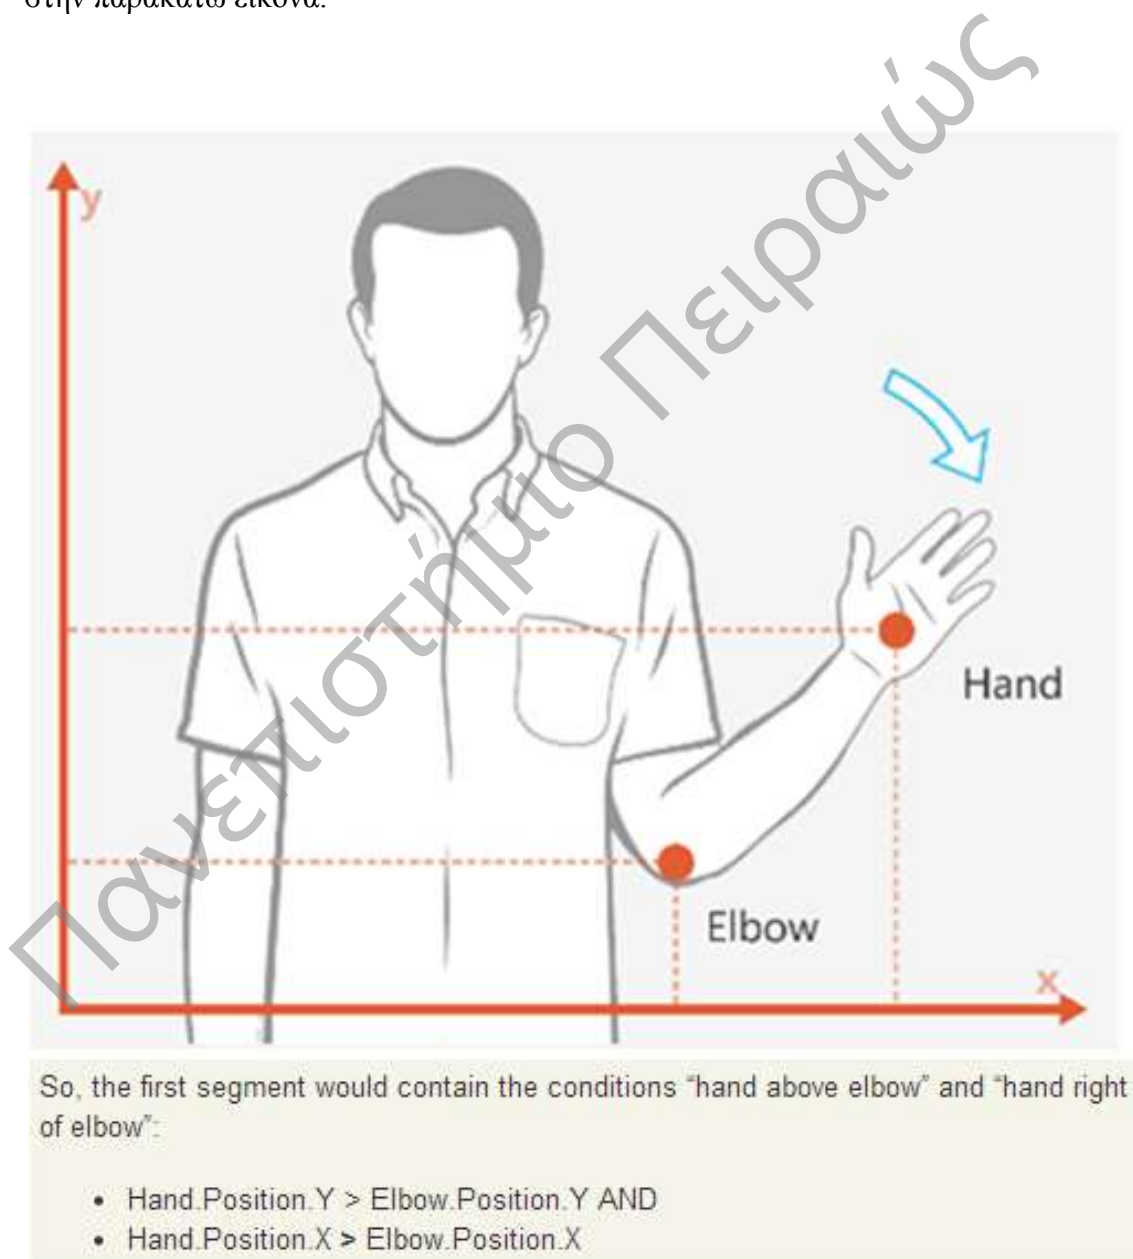 στην παρακάτω εικόνα.
y
Hand
Elbow
x
So, the first segment would contain the conditions “hand above elbow” and “hand right
of elbow”:
• Hand.Position.Y > Elbow.Position.Y AND
• Hand.Position.X > Elbow.Position.X
Πανεπιστήμιο Πειραιώς